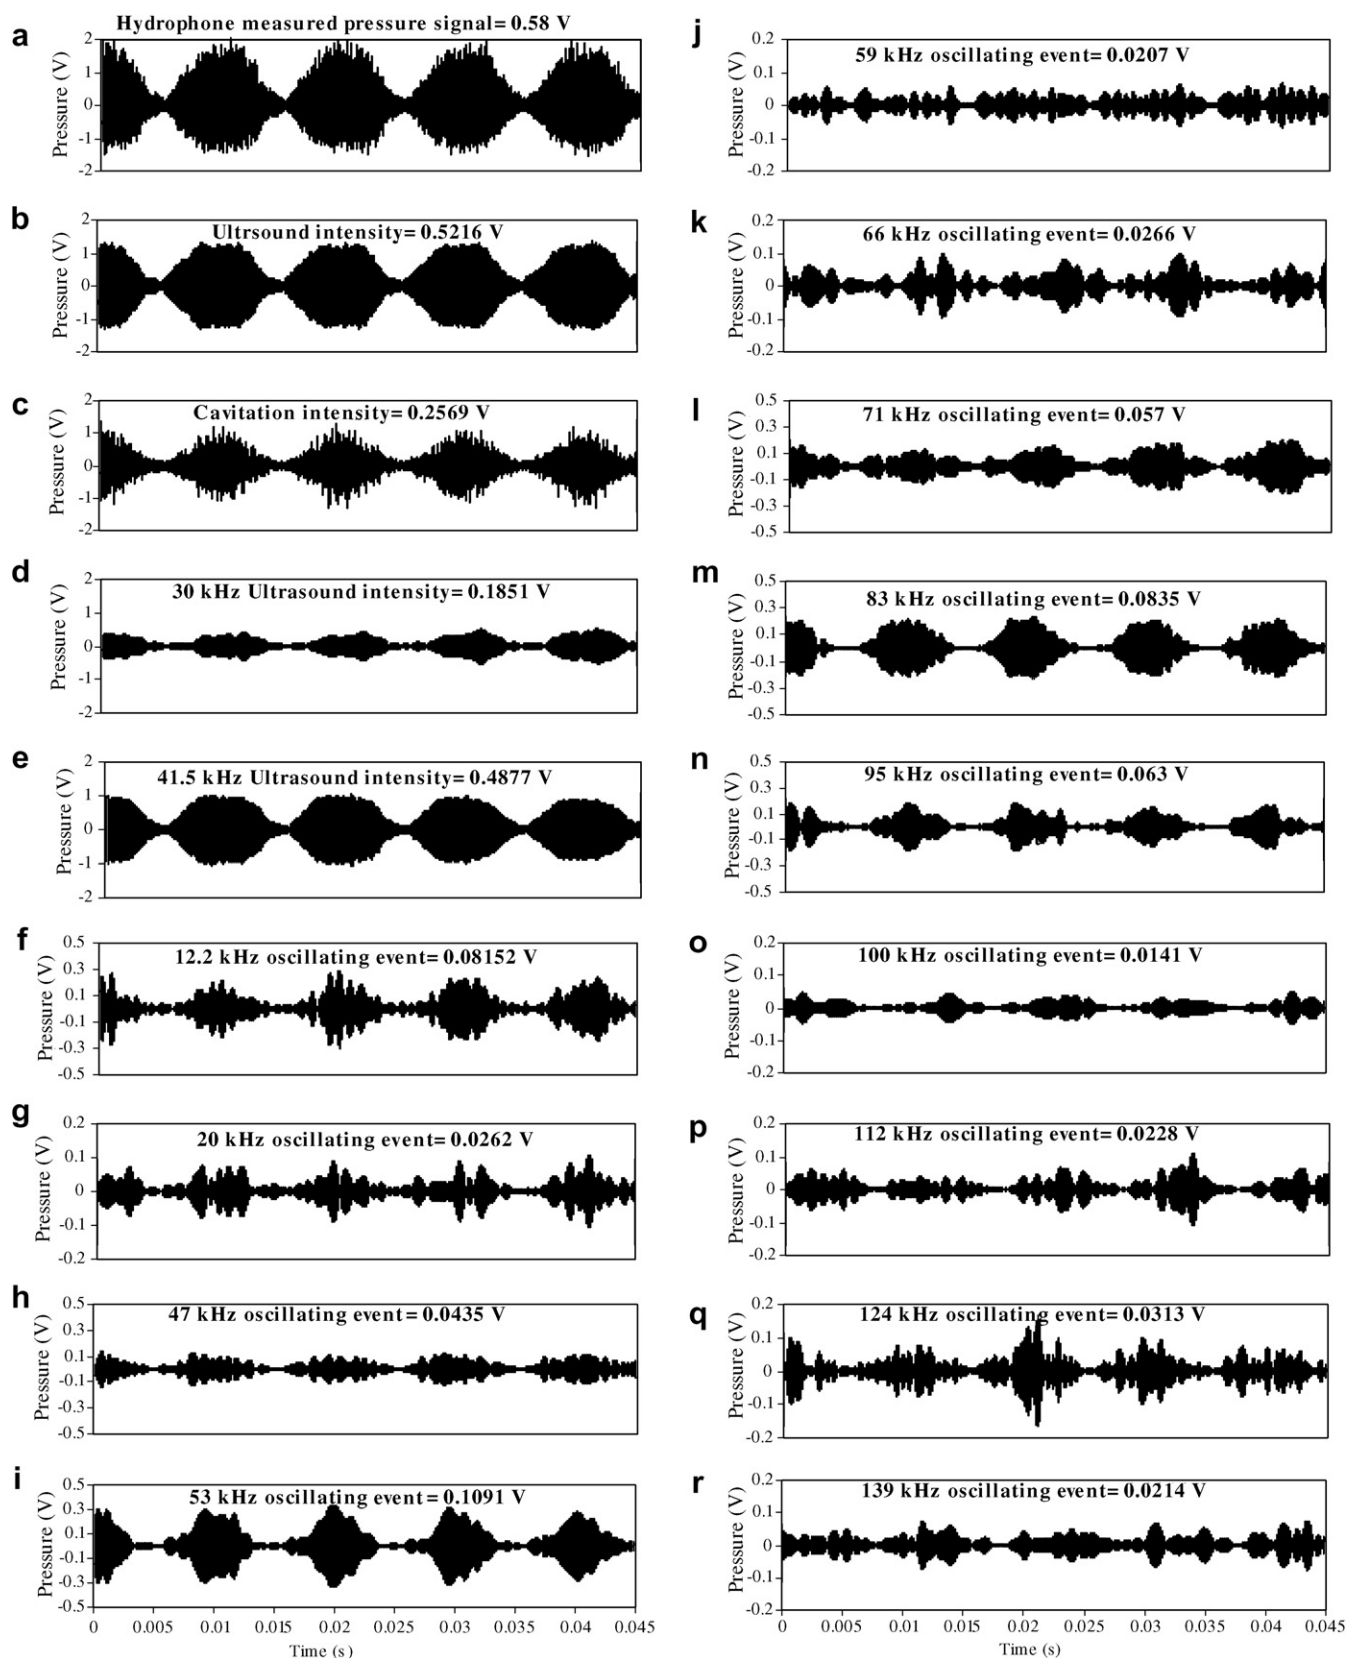 a
Hydrophone measured pressure signal= 0.58 V
Pressure (V)
2
1
0
-1
-2
b
Ultrsound intensity= 0.5216 V
Pressure (V)
2
1
0
-1
-2
c
Cavitation intensity= 0.2569 V
Pressure (V)
2
1
0
-1
-2
d
30 kHz Ultrasound intensity= 0.1851 V
Pressure (V)
2
1
0
-1
-2
e
41.5 kHz Ultrasound intensity= 0.4877 V
Pressure (V)
2
1
0
-1
-2
f
12.2 kHz oscillating event= 0.08152 V
Pressure (V)
0.5
0.3
0.1
-0.1
-0.3
-0.5
g
20 kHz oscillating event= 0.0262 V
Pressure (V)
0.2
0.1
0
-0.1
-0.2
h
47 kHz oscillating event= 0.0435 V
Pressure (V)
0.5
0.3
0.1
-0.1
-0.3
-0.5
i
53 kHz oscillating event= 0.1091 V
Pressure (V)
0.5
0.3
0.1
-0.1
-0.3
-0.5
0 0.005 0.01 0.015 0.02 0.025 0.03 0.035 0.04 0.045
Time (s)
j
59 kHz oscillating event= 0.0207 V
Pressure (V)
0.2
0.1
0
-0.1
-0.2
k
66 kHz oscillating event= 0.0266 V
Pressure (V)
0.2
0.1
0
-0.1
-0.2
l
71 kHz oscillating event= 0.057 V
Pressure (V)
0.5
0.3
0.1
-0.1
-0.3
-0.5
m
83 kHz oscillating event= 0.0835 V
Pressure (V)
0.5
0.3
0.1
-0.1
-0.3
-0.5
n
95 kHz oscillating event= 0.063 V
Pressure (V)
0.5
0.3
0.1
-0.1
-0.3
-0.5
o
100 kHz oscillating event= 0.0141 V
Pressure (V)
0.2
0.1
0
-0.1
-0.2
p
112 kHz oscillating event= 0.0228 V
Pressure (V)
0.2
0.1
0
-0.1
-0.2
q
124 kHz oscillating event= 0.0313 V
Pressure (V)
0.2
0.1
0
-0.1
-0.2
r
139 kHz oscillating event= 0.0214 V
Pressure (V)
0.2
0.1
0
-0.1
-0.2
0 0.005 0.01 0.015 0.02 0.025 0.03 0.035 0.04 0.045
Time (s)